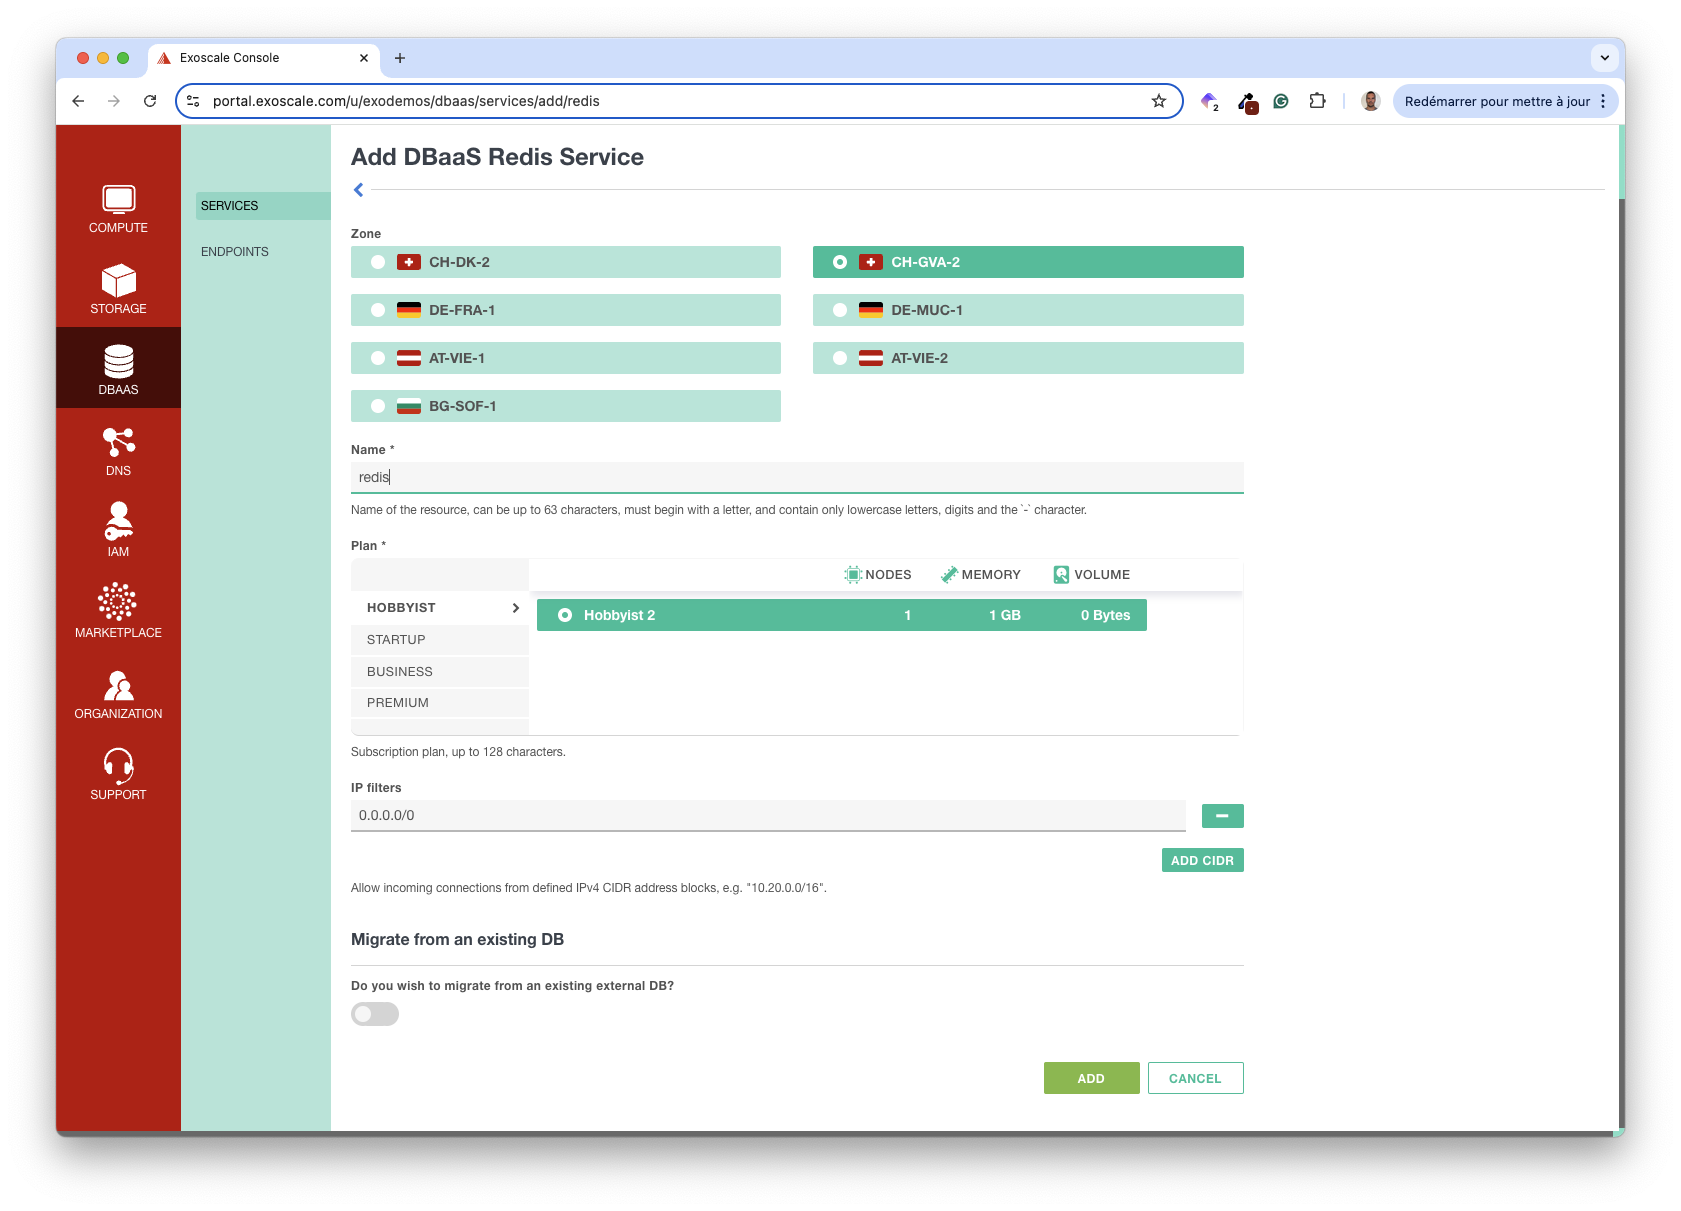 Exoscale Console
portal.exoscale.com/u/exodemos/dbaas/services/add/redis
2
Redémarrer pour mettre à jour
COMPUTE
STORAGE
DBAAS
DNS
IAM
MARKETPLACE
ORGANIZATION
SUPPORT
SERVICES
ENDPOINTS
Add DBaaS Redis Service
Zone
CH-DK-2
CH-GVA-2
DE-FRA-1
DE-MUC-1
AT-VIE-1
AT-VIE-2
BG-SOF-1
Name *
redis
Name of the resource, can be up to 63 characters, must begin with a letter, and contain only lowercase letters, digits and the `-` character.
Plan *
NODES MEMORY VOLUME
HOBBYIST
Hobbyist 2 1 1 GB 0 Bytes
STARTUP
BUSINESS
PREMIUM
Subscription plan, up to 128 characters.
IP filters
0.0.0.0/0
ADD CIDR
Allow incoming connections from defined IPv4 CIDR address blocks, e.g. "10.20.0.0/16".
Migrate from an existing DB
Do you wish to migrate from an existing external DB?
ADD
CANCEL